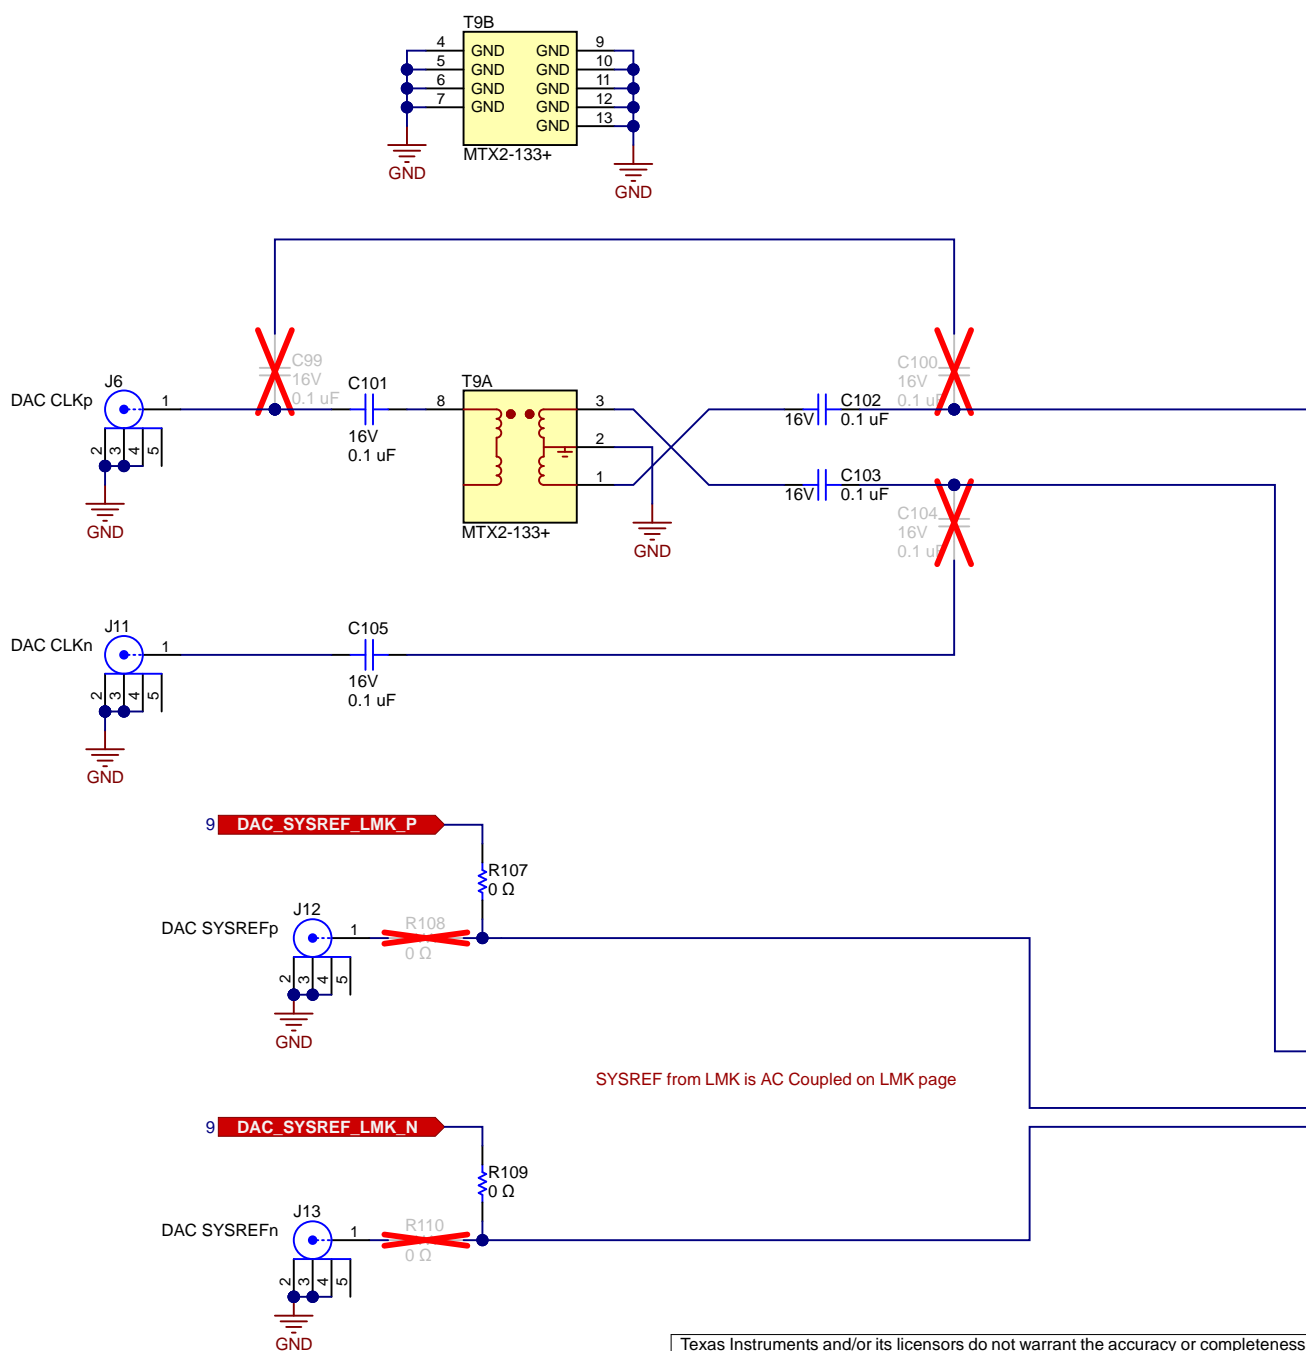 T9B
4 GND GND 9
5 GND GND 10
6 GND GND 11
7 GND GND 12
GND 13
MTX2-133+
GND
GND
C99
16V
0.1 uF
C100
16V
0.1 uF
J6
DAC CLKp
1
2 3 4 5
GND
C101
16V
0.1 uF
T9A
8
3
2
1
MTX2-133+
GND
C102
16V 0.1 uF
C103
16V 0.1 uF
C104
16V
0.1 uF
J11
DAC CLKn
1
2 3 4 5
GND
C105
16V
0.1 uF
9 DAC_SYSREF_LMK_P
R107
0 Ω
J12
DAC SYSREFp
1
R108
0 Ω
2 3 4 5
GND
SYSREF from LMK is AC Coupled on LMK page
9 DAC_SYSREF_LMK_N
R109
0 Ω
J13
DAC SYSREFn
1
R110
0 Ω
2 3 4 5
GND
Texas Instruments and/or its licensors do not warrant the accuracy or completeness